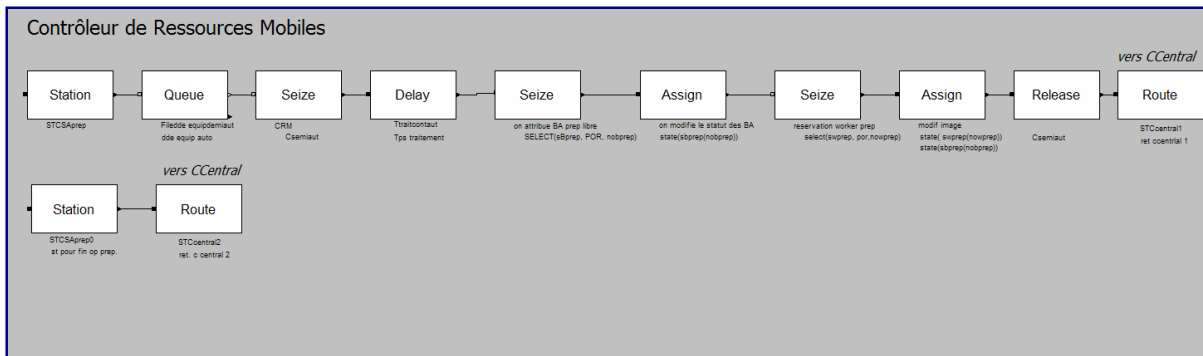 Contrôleur de Ressources Mobiles
vers CCentral
Station
Queue
Seize
Delay
Seize
Assign
Seize
Assign
Release
Route
STCSAprep
Filedde equipdemiaut
dde equip auto
CRM
Csemiaut
Ttraitcontaut
Tps traitement
on attribue BA prep libre
SELECT(sBprep, POR, nobprep)
on modifie le statut des BA
state(sbprep(nobprep))
reservation worker prep
select(swprep, por,nowprep)
modif image
state( swprep(nowprep))
state(sbprep(nobprep))
Csemiaut
STCcentral1
ret ccentrlal 1
vers CCentral
Station
Route
STCSAprep0
st pour fin op prep.
STCcentral2
ret. c central 2